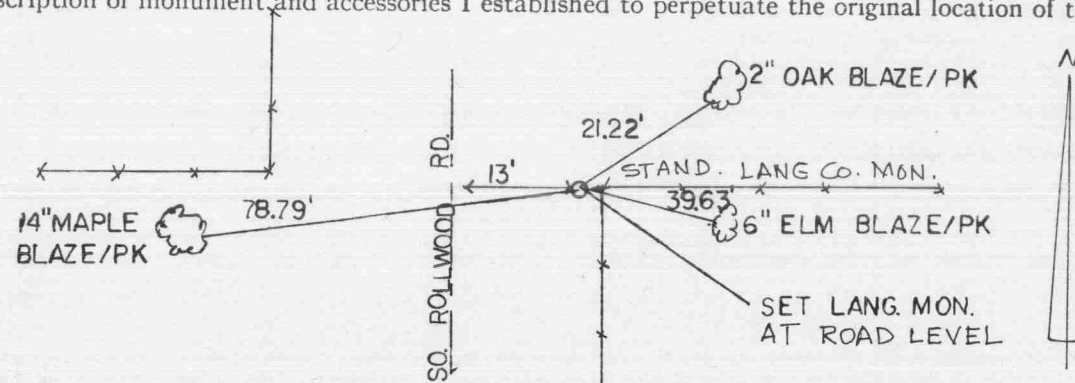 scription of monument and accessories I established to perpetuate the original location of t
N
2" OAK BLAZE/PK
21.22'
SO. ROLLWOOD RD.
13'
STAND. LANG CO. MON.
39.63'
14" MAPLE
BLAZE/PK
78.79'
6" ELM BLAZE/PK
SET LANG. MON.
AT ROAD LEVEL